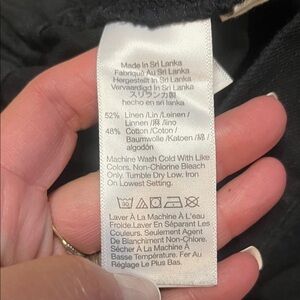 Made In Sri Lanka
Fabriqué Au Sri Lanka
Hergestellt In Sri Lanka
Vervaardigd In Sri Lanka
スリランカ製
hecho en sri lanka
52% Linen/Lin /Leinen/
Linnen /麻 /lino
48% Cotton /Coton /
Baumwolle /Katoen /綿 /
algodón
Machine Wash Cold With Like
Colors. Non-Chlorine Bleach
Only. Tumble Dry Low. Iron On
Lowest Setting.
Laver À La Machine À L'eau
Froide.Laver En Séparant Les
Couleurs. Seulement Agent
De Blanchiment Non-Chlorant.
Sécher À La Machine À
Basse Température. Fer Au
Réglage Le Plus Bas.